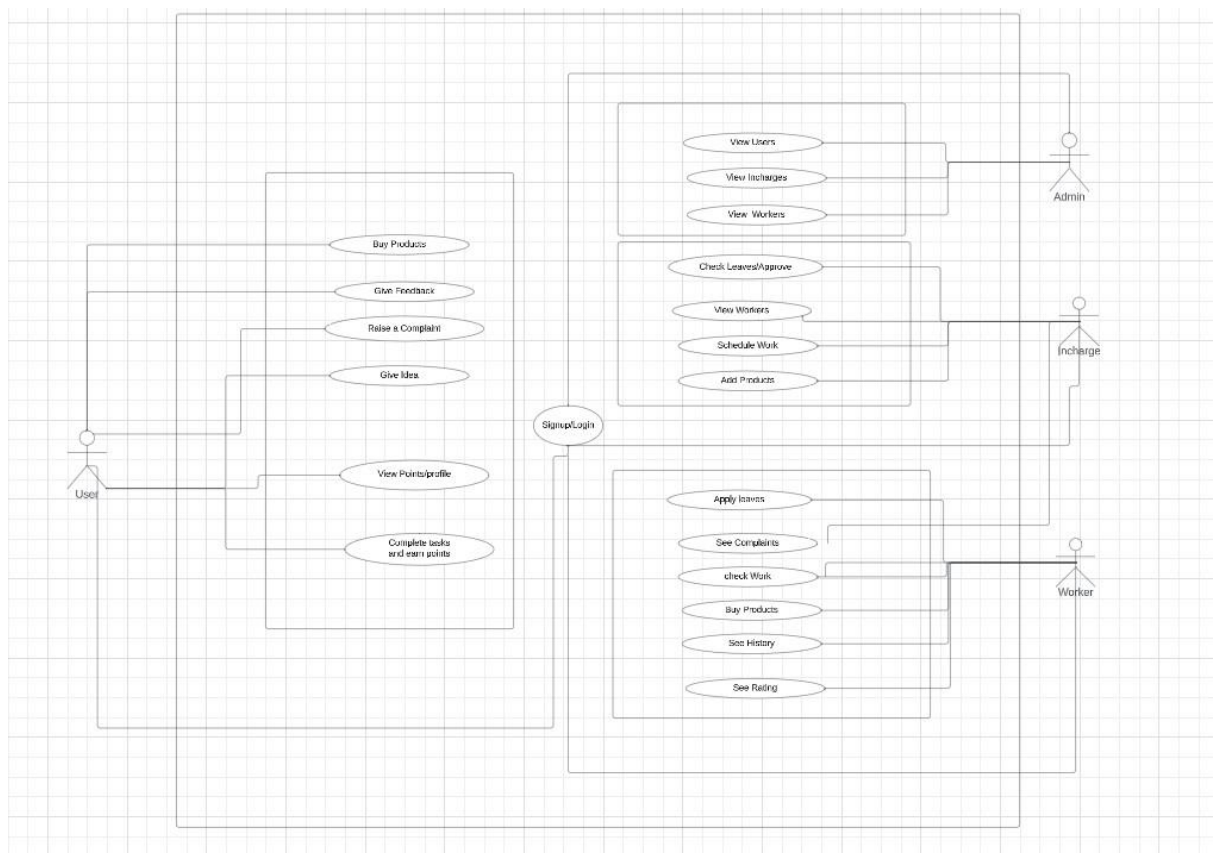 View Users
View Incharges
View Workers
Admin
Buy Products
Give Feedback
Raise a Complaint
Give Idea
Check Leaves/Approve
View Workers
Schedule Work
Add Products
Incharge
Signup/Login
User
View Points/profile
Complete tasks
and earn points
Apply leaves
See Complaints
check Work
Buy Products
See History
See Rating
Worker